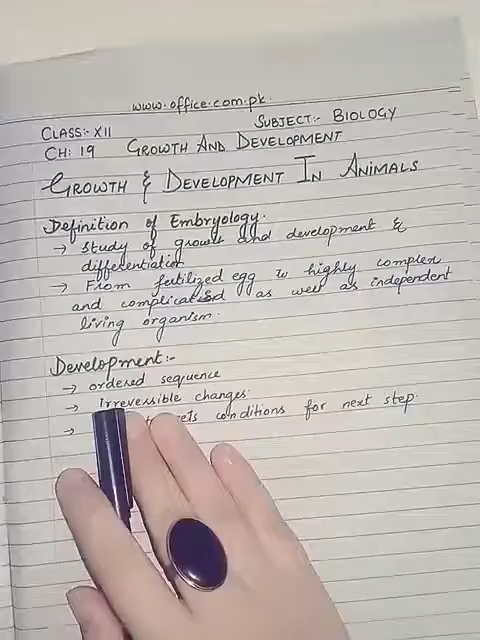 www.office.com.pk.
CLASS:- XII SUBJECT:- BIOLOGY
CH: 19 GROWTH AND DEVELOPMENT
GROWTH & DEVELOPMENT IN ANIMALS
Definition of Embryology.
→ Study of growth and development &
differentiation
→ From fertilized egg to highly complex
and complicated as well as independent
living organism.
Development:-
→ ordered sequence
→ Irreversible changes.
→ sets conditions for next step.